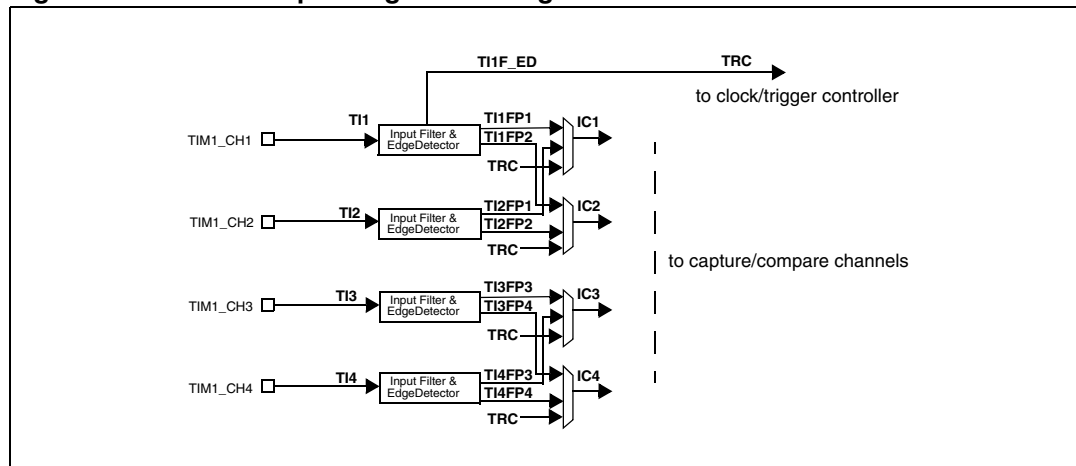 TI1F_ED TRC
to clock/trigger controller
TI1 TI1FP1 IC1
TIM1_CH1 Input Filter & TI1FP2
EdgeDetector
TRC
TI2 TI2FP1 IC2
TIM1_CH2 Input Filter & TI2FP2
EdgeDetector
TRC
to capture/compare channels
TI3 TI3FP3 IC3
TIM1_CH3 Input Filter & TI3FP4
EdgeDetector
TRC
TI4 TI4FP3 IC4
TIM1_CH4 Input Filter & TI4FP4
EdgeDetector
TRC